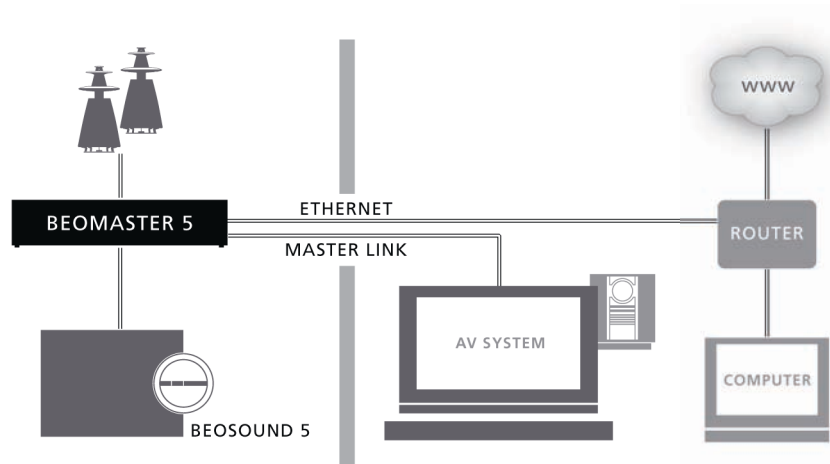 WWW
BEOMASTER 5
ETHERNET
ROUTER
MASTER LINK
AV SYSTEM
COMPUTER
BEOSOUND 5